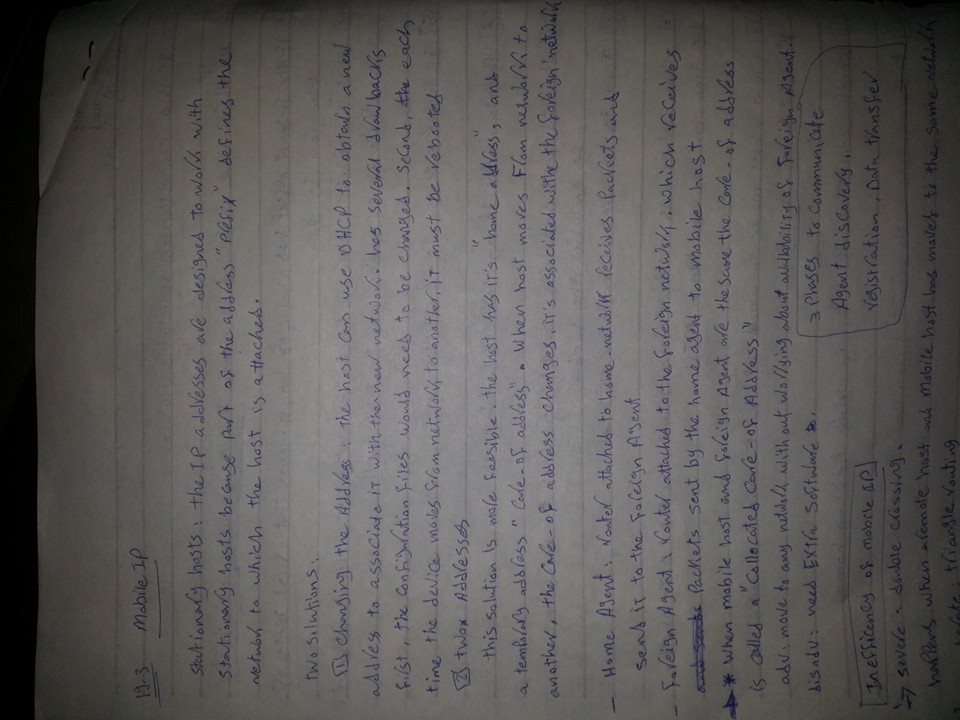 19.3 Mobile IP
Stationary hosts: the IP addresses are designed to work with
Stationary hosts because part of the address "Prefix" defines the
network to which the host is attached.
Two solutions:
[1] Changing the Address: the host can use DHCP to obtain a new
address to associate it with the new network. has several drawbacks
first, the configuration files would need to be changed. Second, the each
time the device moves from network to another, it must be rebooted
[2] two Addresses
this solution is more feasible. the host has it's "home address", and
a temporary address "care-of address". When host moves From network to
another, the Care-of address changes, it's associated withe the foreign network
- Home Agent: router attached to home network receives Packets and
send it to the Foreign Agent
- Foreign Agent: router attached to the foreign network. which receives
Packets sent by the home agent to mobile host
* When mobile host and foreign Agent are the same the Care-of address
is called a "Collocated Care-of Address"
adv: move to any network without worrying about availability of Foreign Agent.
disadv: need Extra Software
3 Phases to communicate
Agent discovery,
registration, Data transfer
Inefficency of mobile IP
→ severe: double crossing.
happens when a remote host and Mobile host has moves to the same network
triangle routing